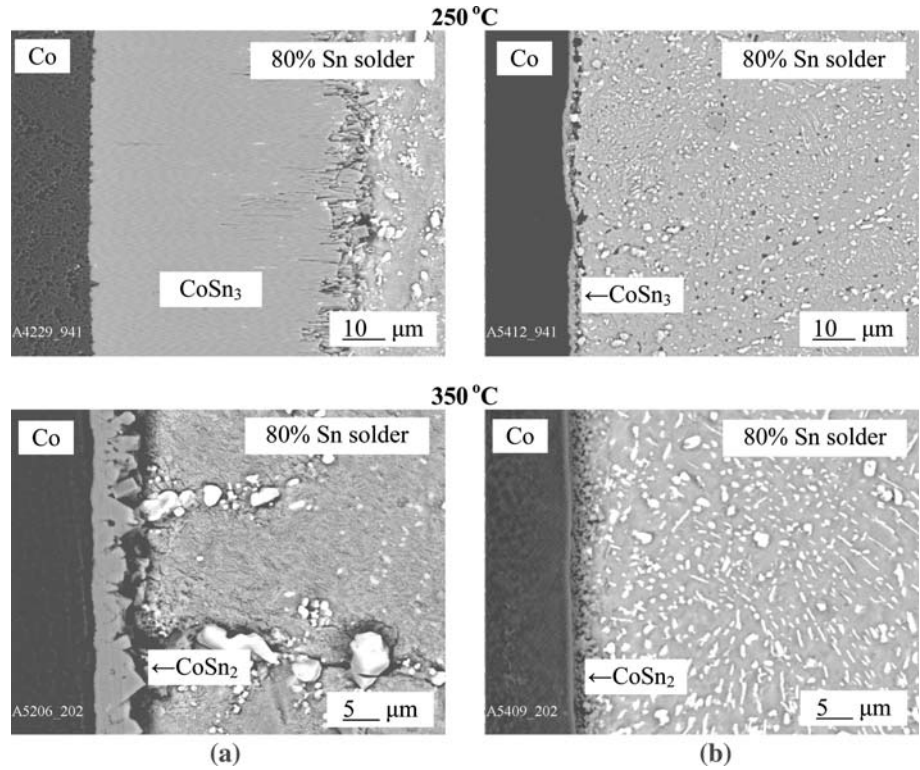 250 °C
Co
80% Sn solder
Co
80% Sn solder
CoSn₃
←CoSn₃
A4229_941
10 μm
A5412_941
10 μm
350 °C
Co
80% Sn solder
Co
80% Sn solder
←CoSn₂
←CoSn₂
A5206_202
5 μm
A5409_202
5 μm
(a)
(b)